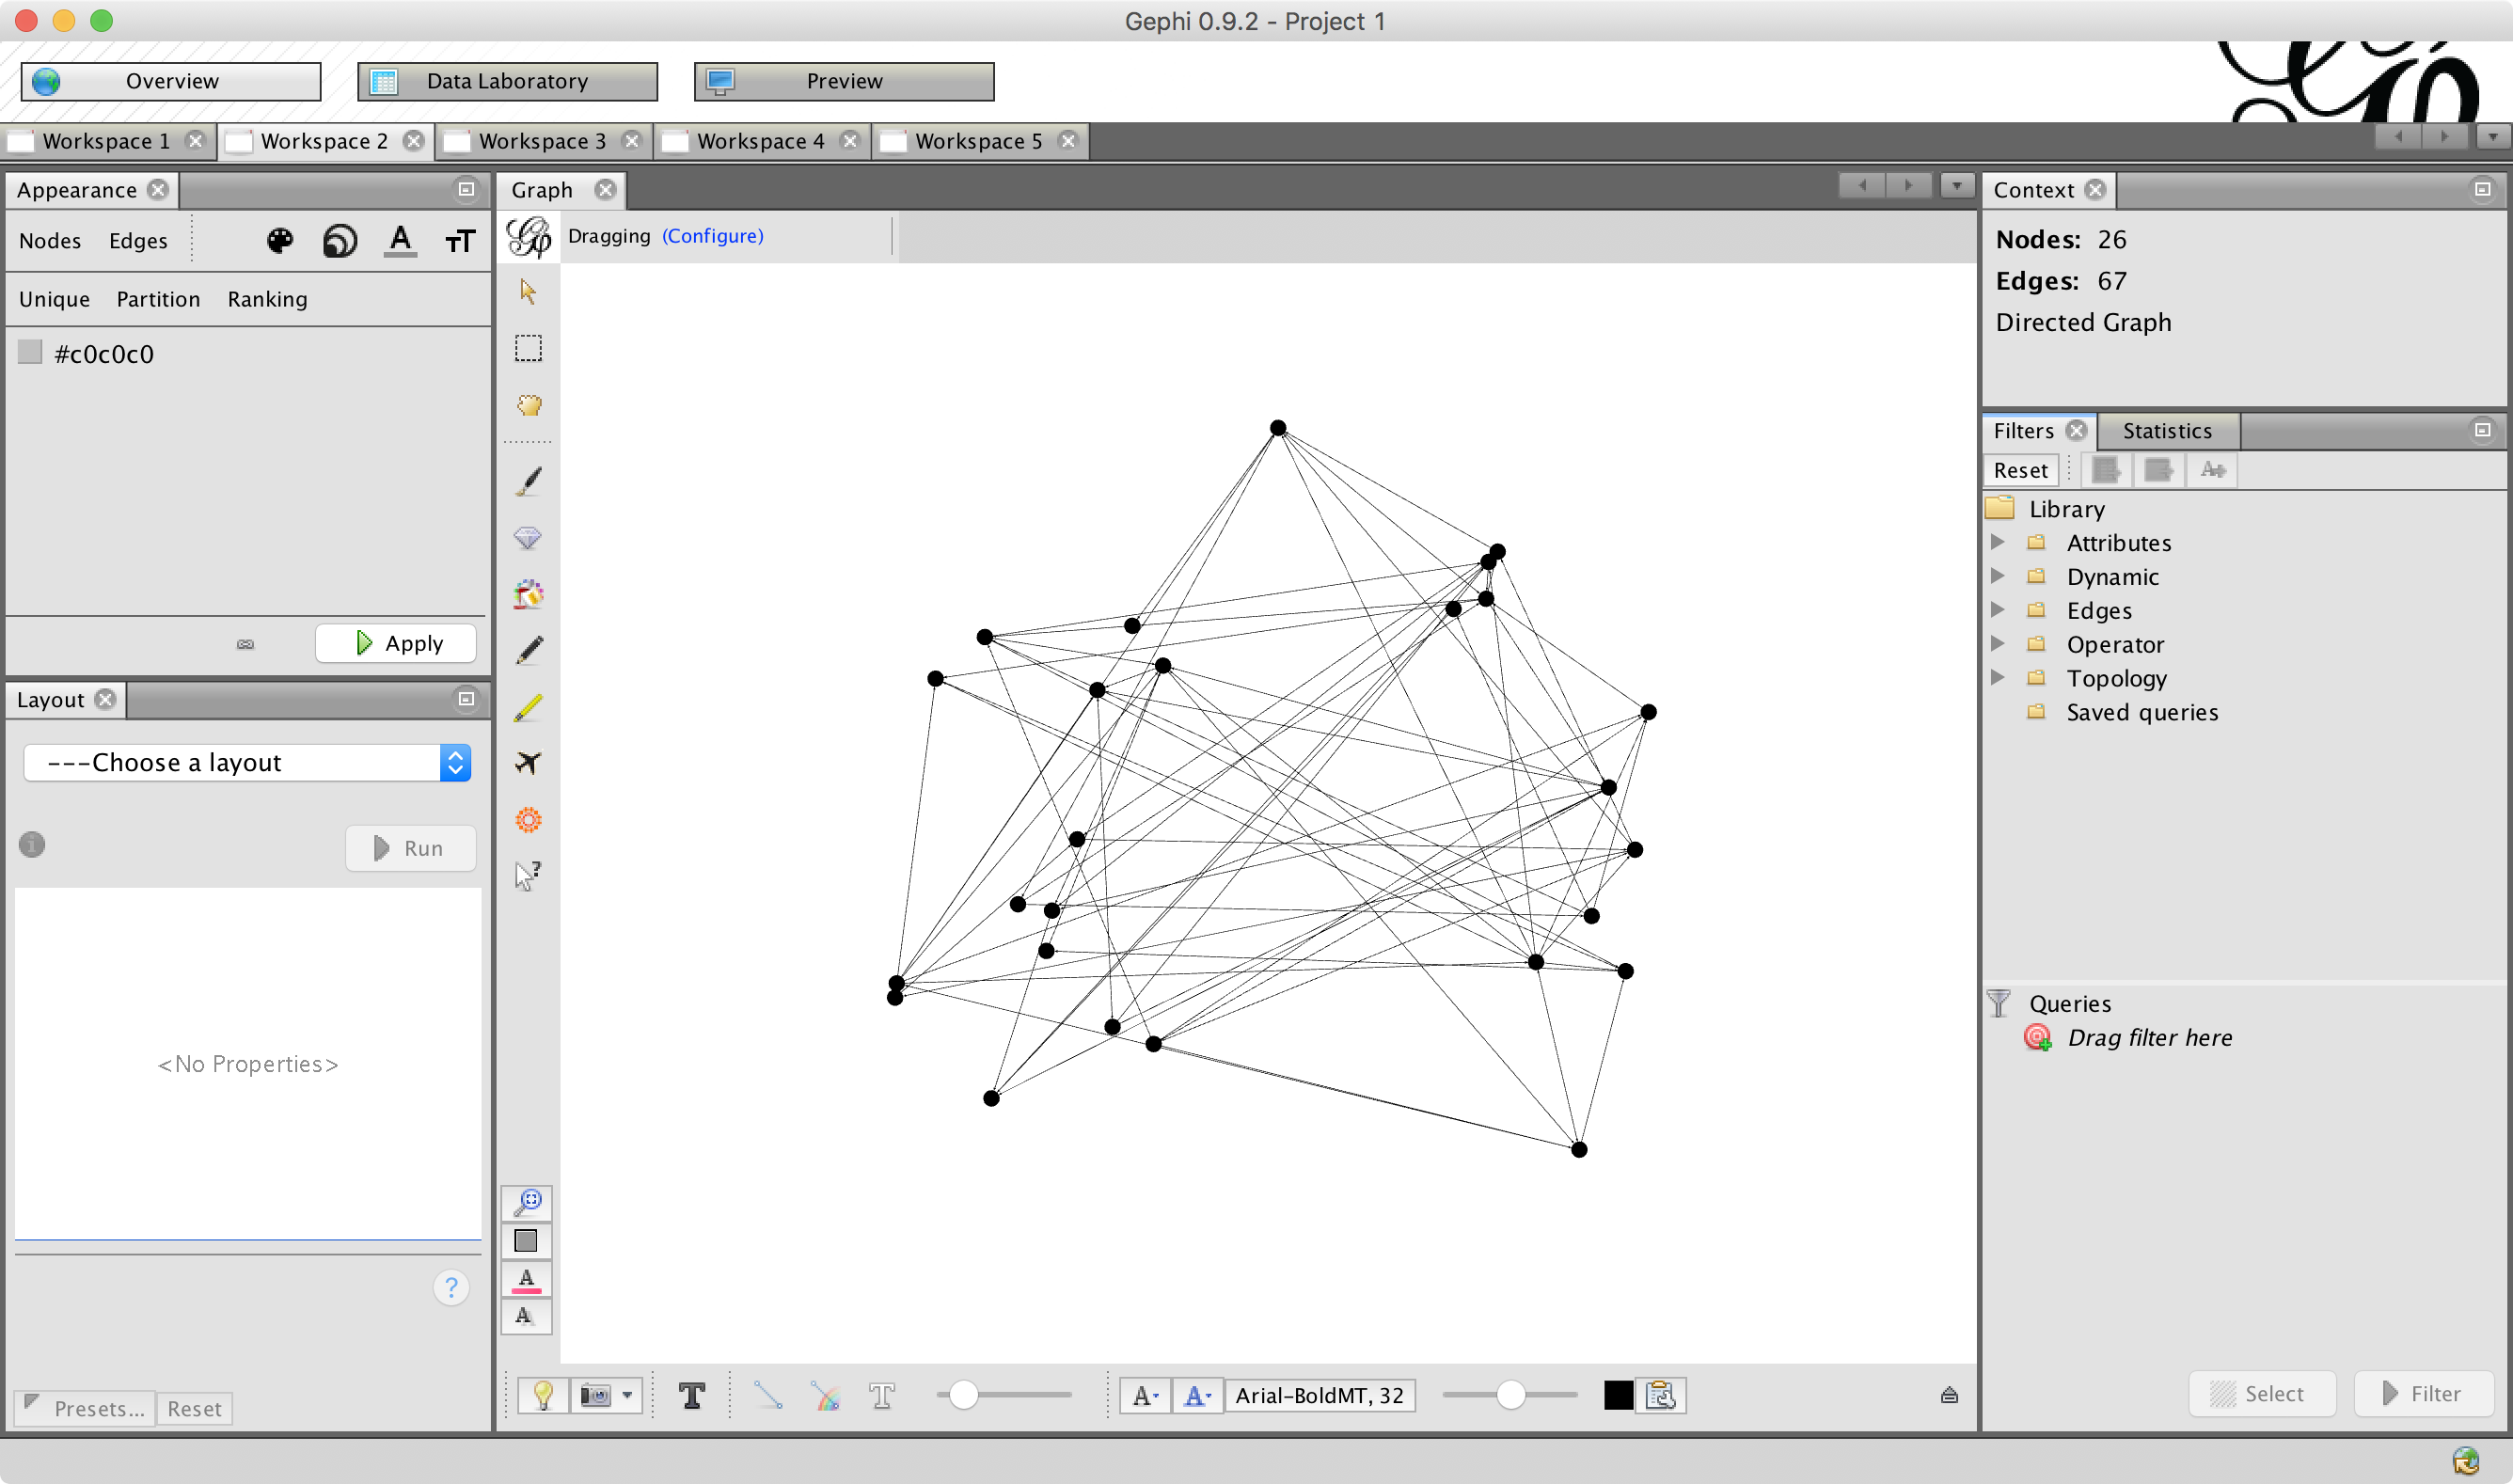 Gephi 0.9.2 - Project 1
Overview
Data Laboratory
Preview
Workspace 1
Workspace 2
Workspace 3
Workspace 4
Workspace 5
Appearance
Nodes Edges
Unique Partition Ranking
#c0c0c0
Apply
Layout
---Choose a layout
Run
<No Properties>
?
Presets...
Reset
Graph
Dragging (Configure)
Arial-BoldMT, 32
Context
Nodes: 26
Edges: 67
Directed Graph
Filters
Statistics
Reset
Library
Attributes
Dynamic
Edges
Operator
Topology
Saved queries
Queries
Drag filter here
Select
Filter